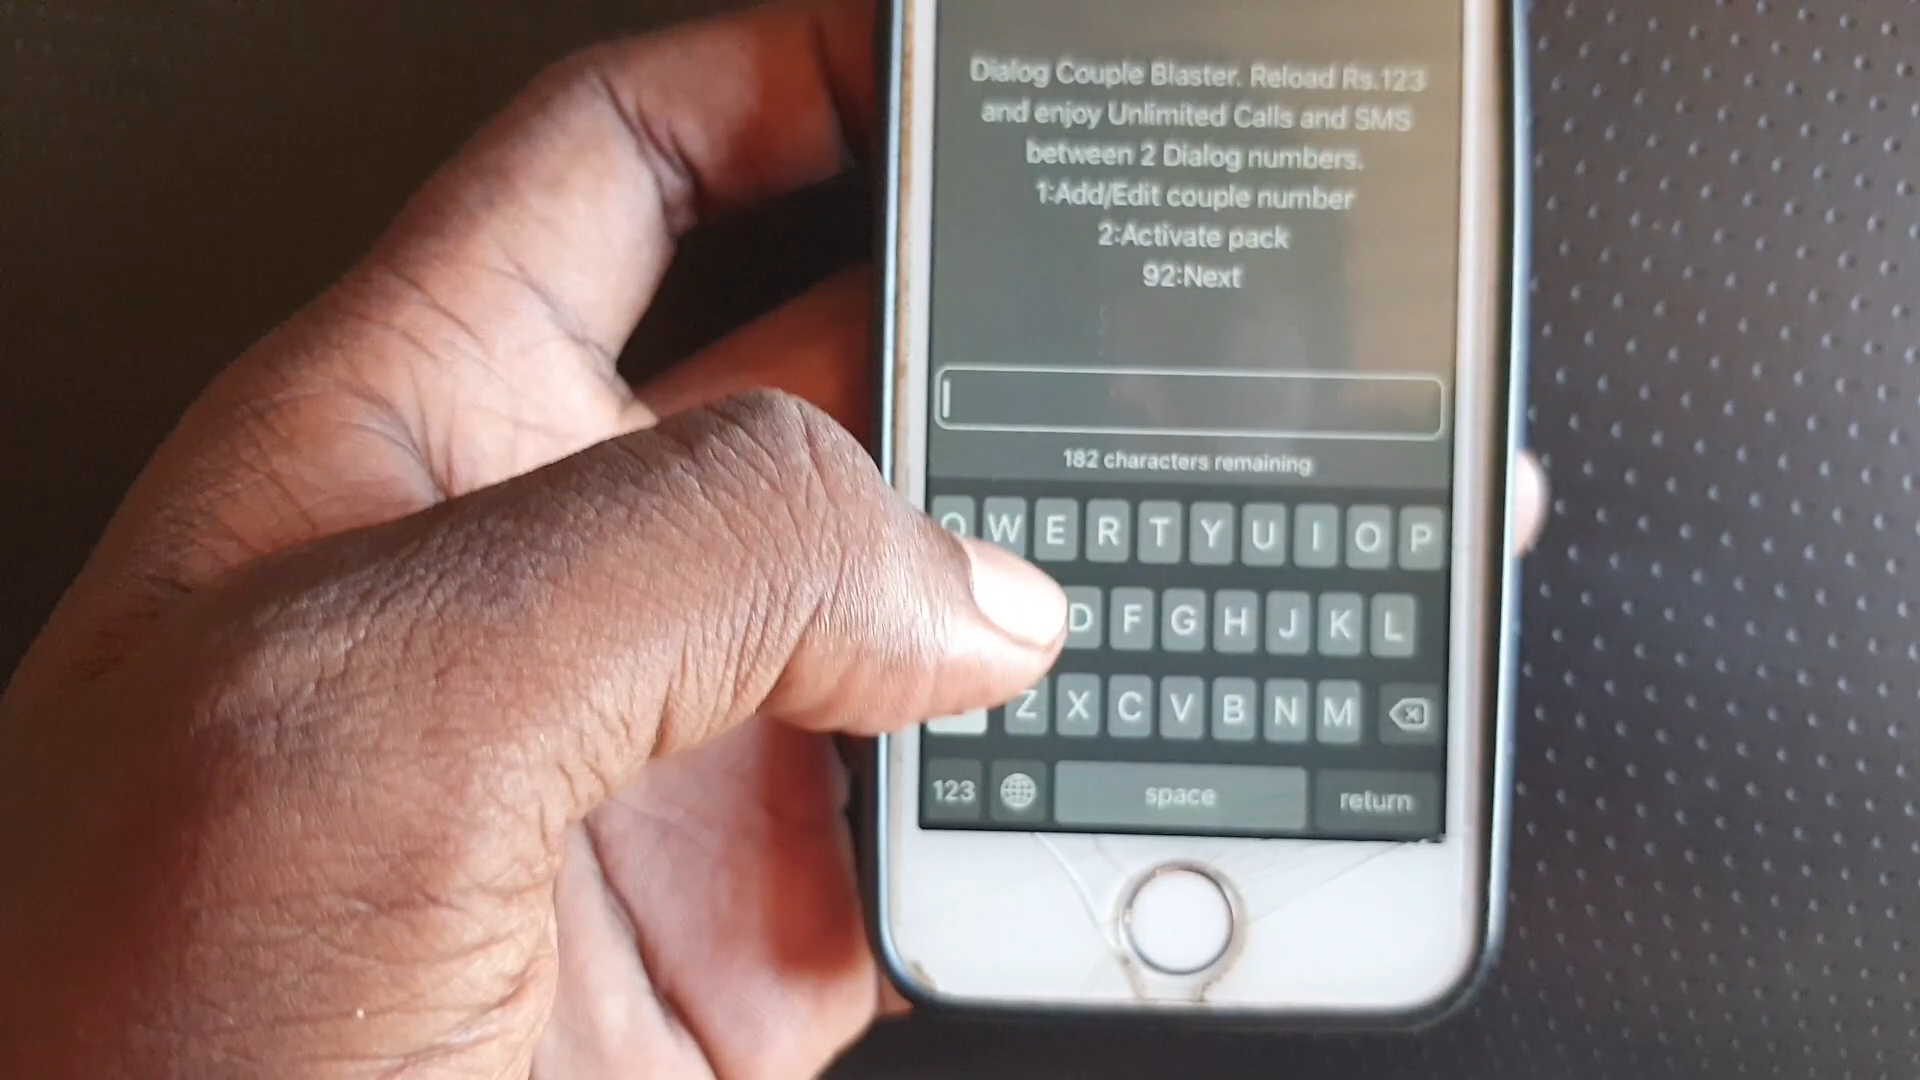 Dialog Couple Blaster. Reload Rs.123
and enjoy Unlimited Calls and SMS
between 2 Dialog numbers.
1:Add/Edit couple number
2:Activate pack
92:Next
182 characters remaining
Q W E R T Y U I O P
D F G H J K L
Z X C V B N M
123 space return